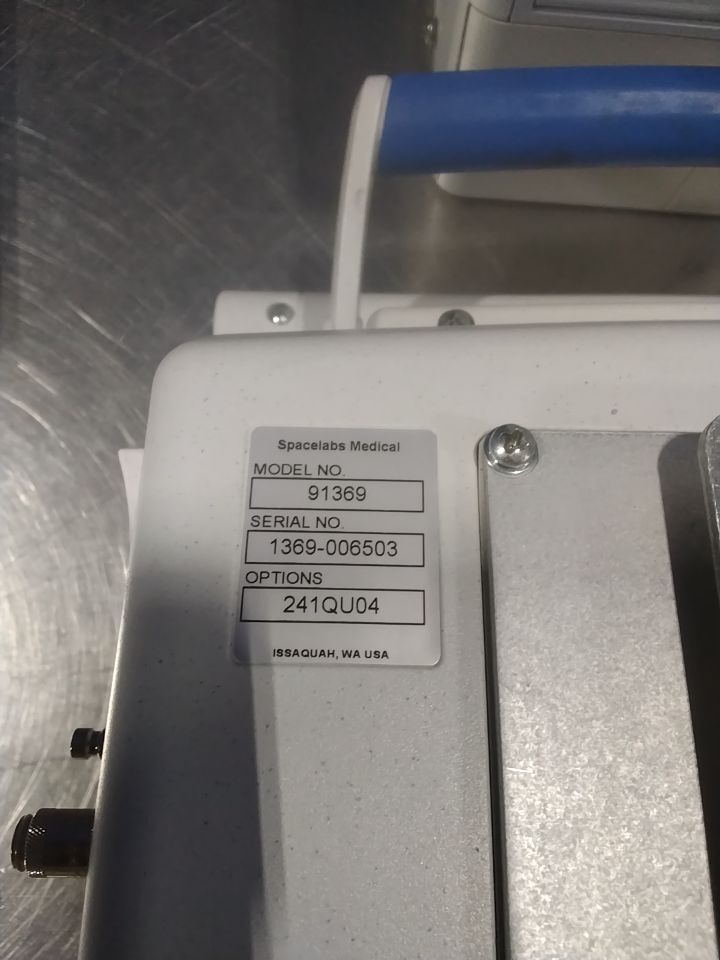 Spacelabs Medical
MODEL NO.
91369
SERIAL NO.
1369-006503
OPTIONS
241QU04
ISSAQUAH, WA USA